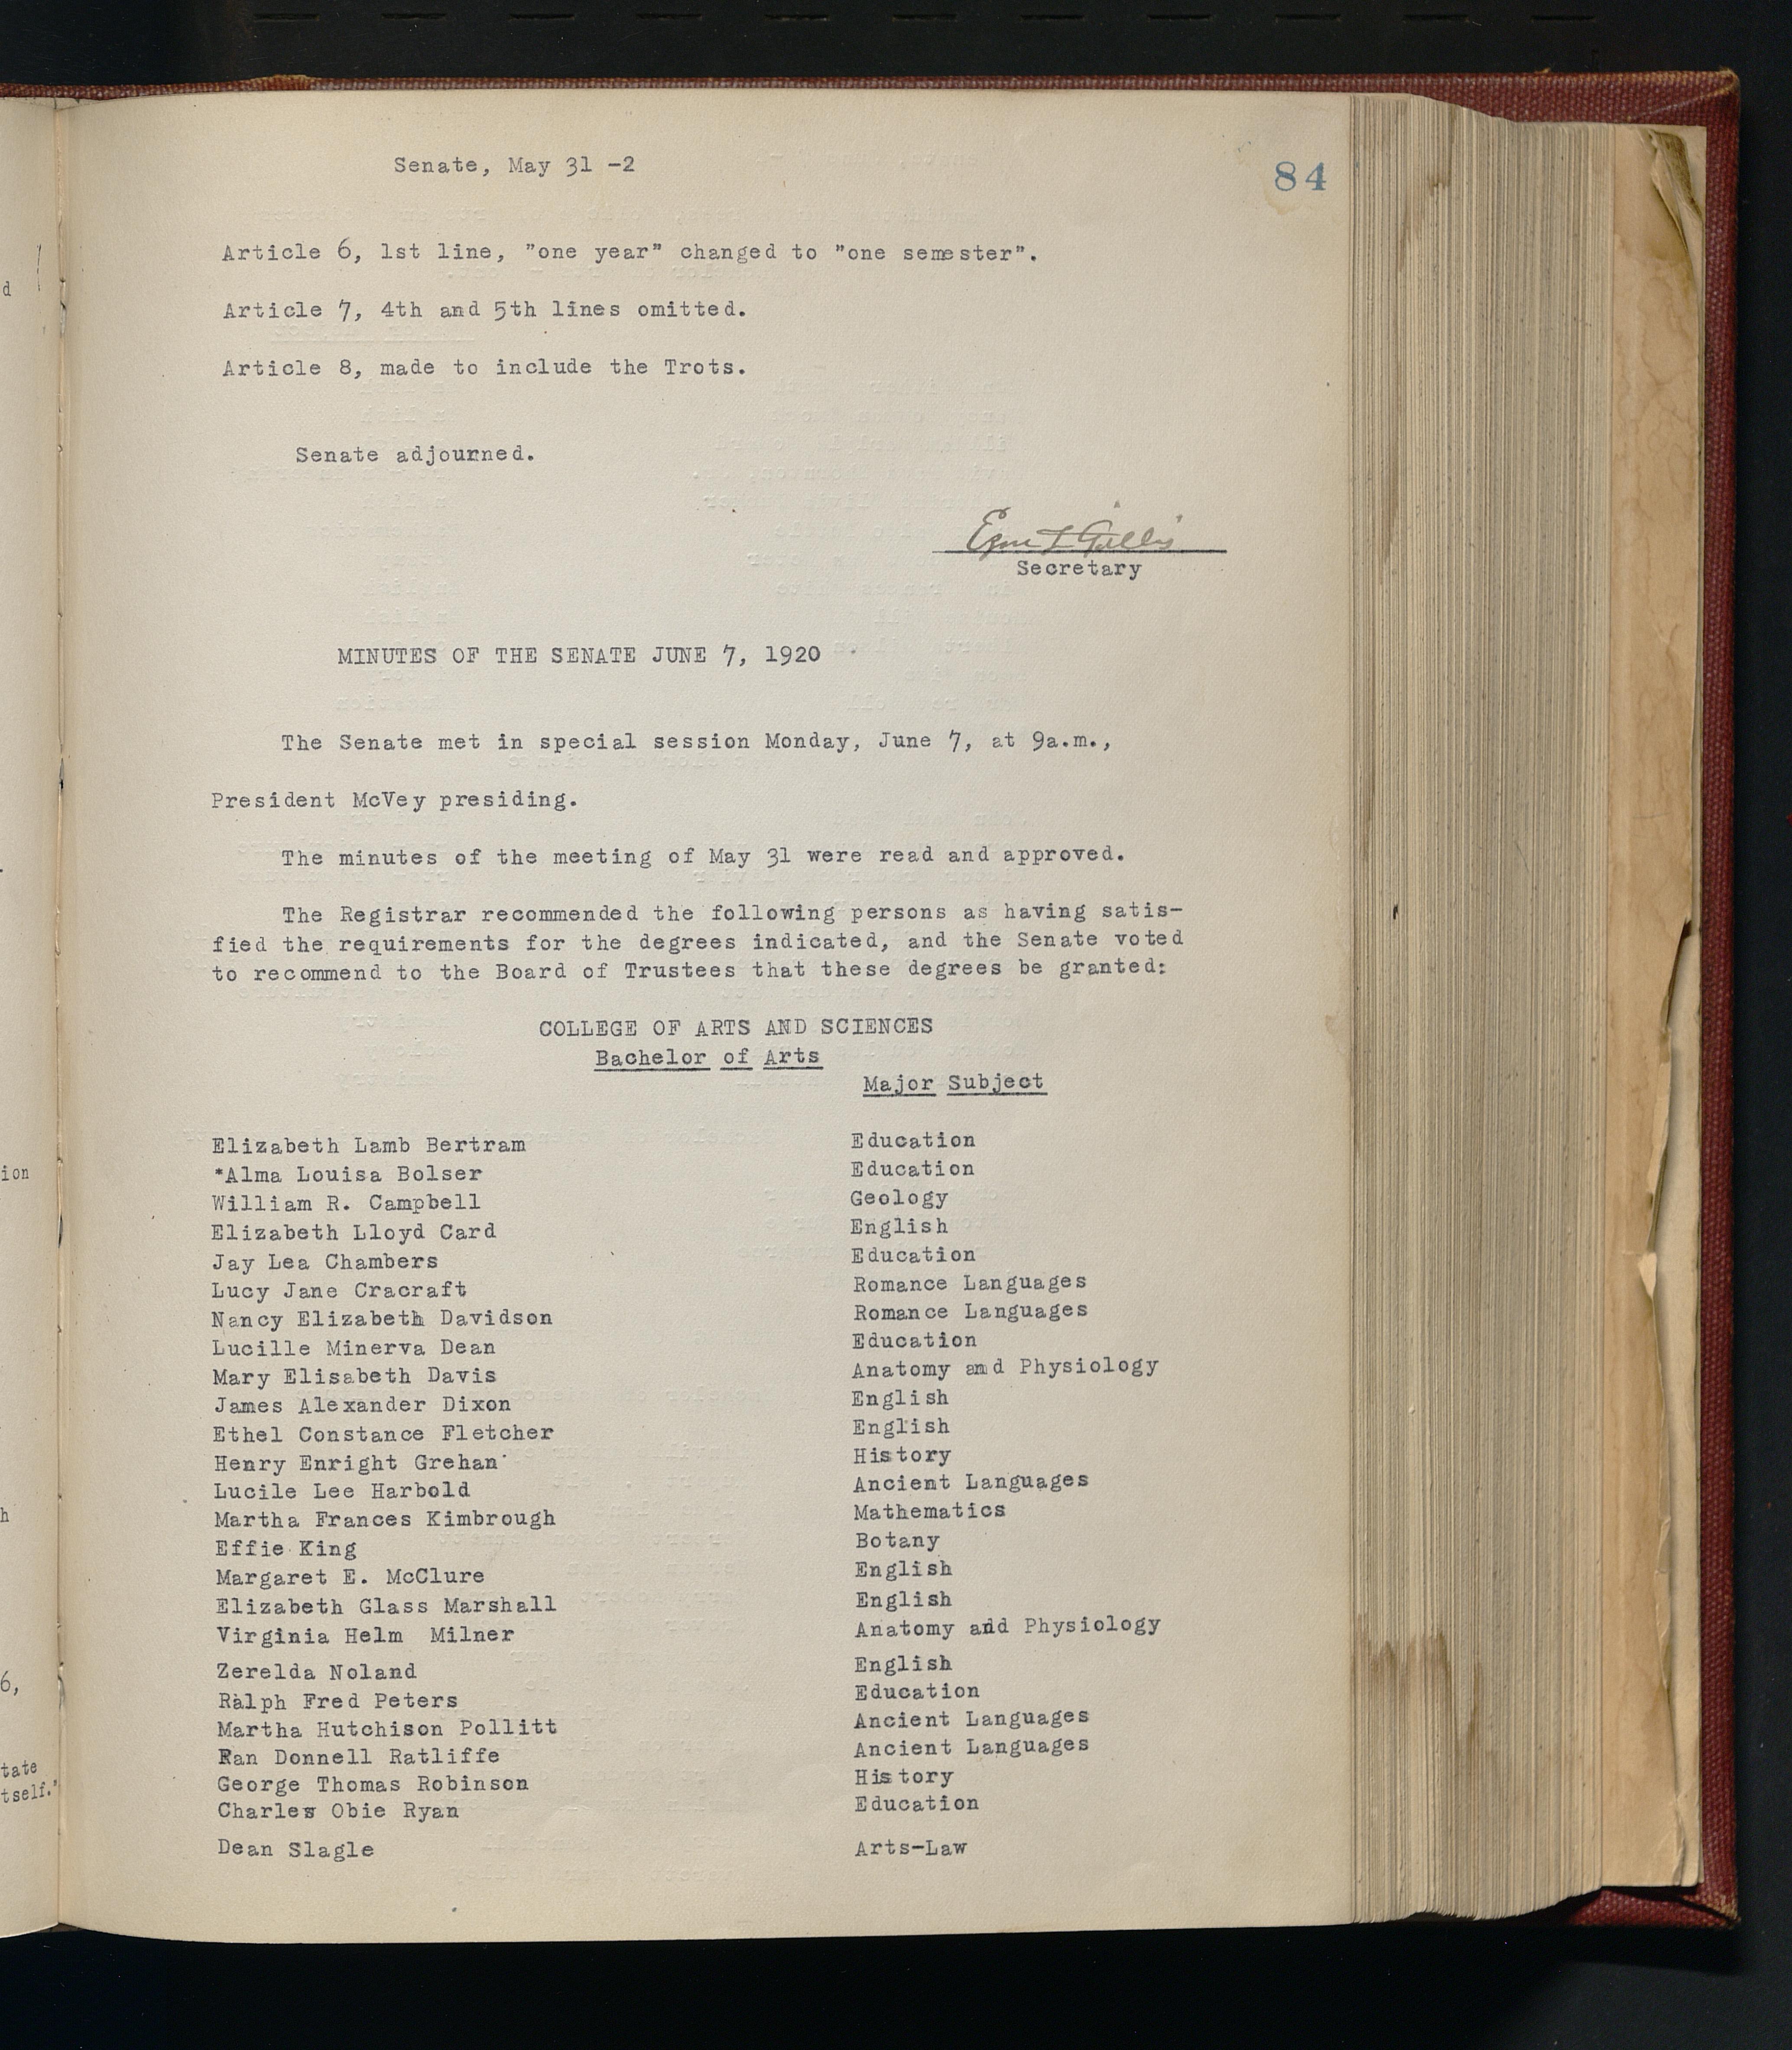 Senate, May 31 -2
84
Article 6, 1st line, "one year" changed to "one semester".
Article 7, 4th and 5th lines omitted.
Article 8, made to include the Trots.
Senate adjourned.
Ezra L Gillis
Secretary
MINUTES OF THE SENATE JUNE 7, 1920
The Senate met in special session Monday, June 7, at 9a.m.,
President McVey presiding.
The minutes of the meeting of May 31 were read and approved.
The Registrar recommended the following persons as having satis-
fied the requirements for the degrees indicated, and the Senate voted
to recommend to the Board of Trustees that these degrees be granted:
COLLEGE OF ARTS AND SCIENCES
Bachelor of Arts
Major Subject
Elizabeth Lamb Bertram Education
*Alma Louisa Bolser Education
William R. Campbell Geology
Elizabeth Lloyd Card English
Jay Lea Chambers Education
Lucy Jane Cracraft Romance Languages
Nancy Elizabeth Davidson Romance Languages
Lucille Minerva Dean Education
Mary Elisabeth Davis Anatomy and Physiology
James Alexander Dixon English
Ethel Constance Fletcher English
Henry Enright Grehan History
Lucile Lee Harbold Ancient Languages
Martha Frances Kimbrough Mathematics
Effie King Botany
Margaret E. McClure English
Elizabeth Glass Marshall English
Virginia Helm Milner Anatomy and Physiology
Zerelda Noland English
Ralph Fred Peters Education
Martha Hutchison Pollitt Ancient Languages
Fan Donnell Ratliffe Ancient Languages
George Thomas Robinson History
Charles Obie Ryan Education
Dean Slagle Arts-Law
d
ion
h
6,
tate
tself."